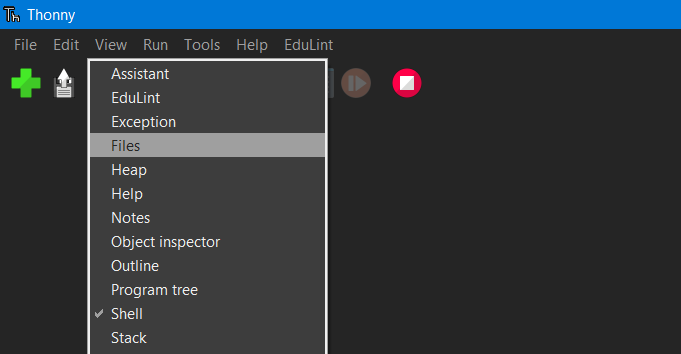 Th Thonny
File Edit View Run Tools Help EduLint
Assistant
EduLint
Exception
Files
Heap
Help
Notes
Object inspector
Outline
Program tree
Shell
Stack